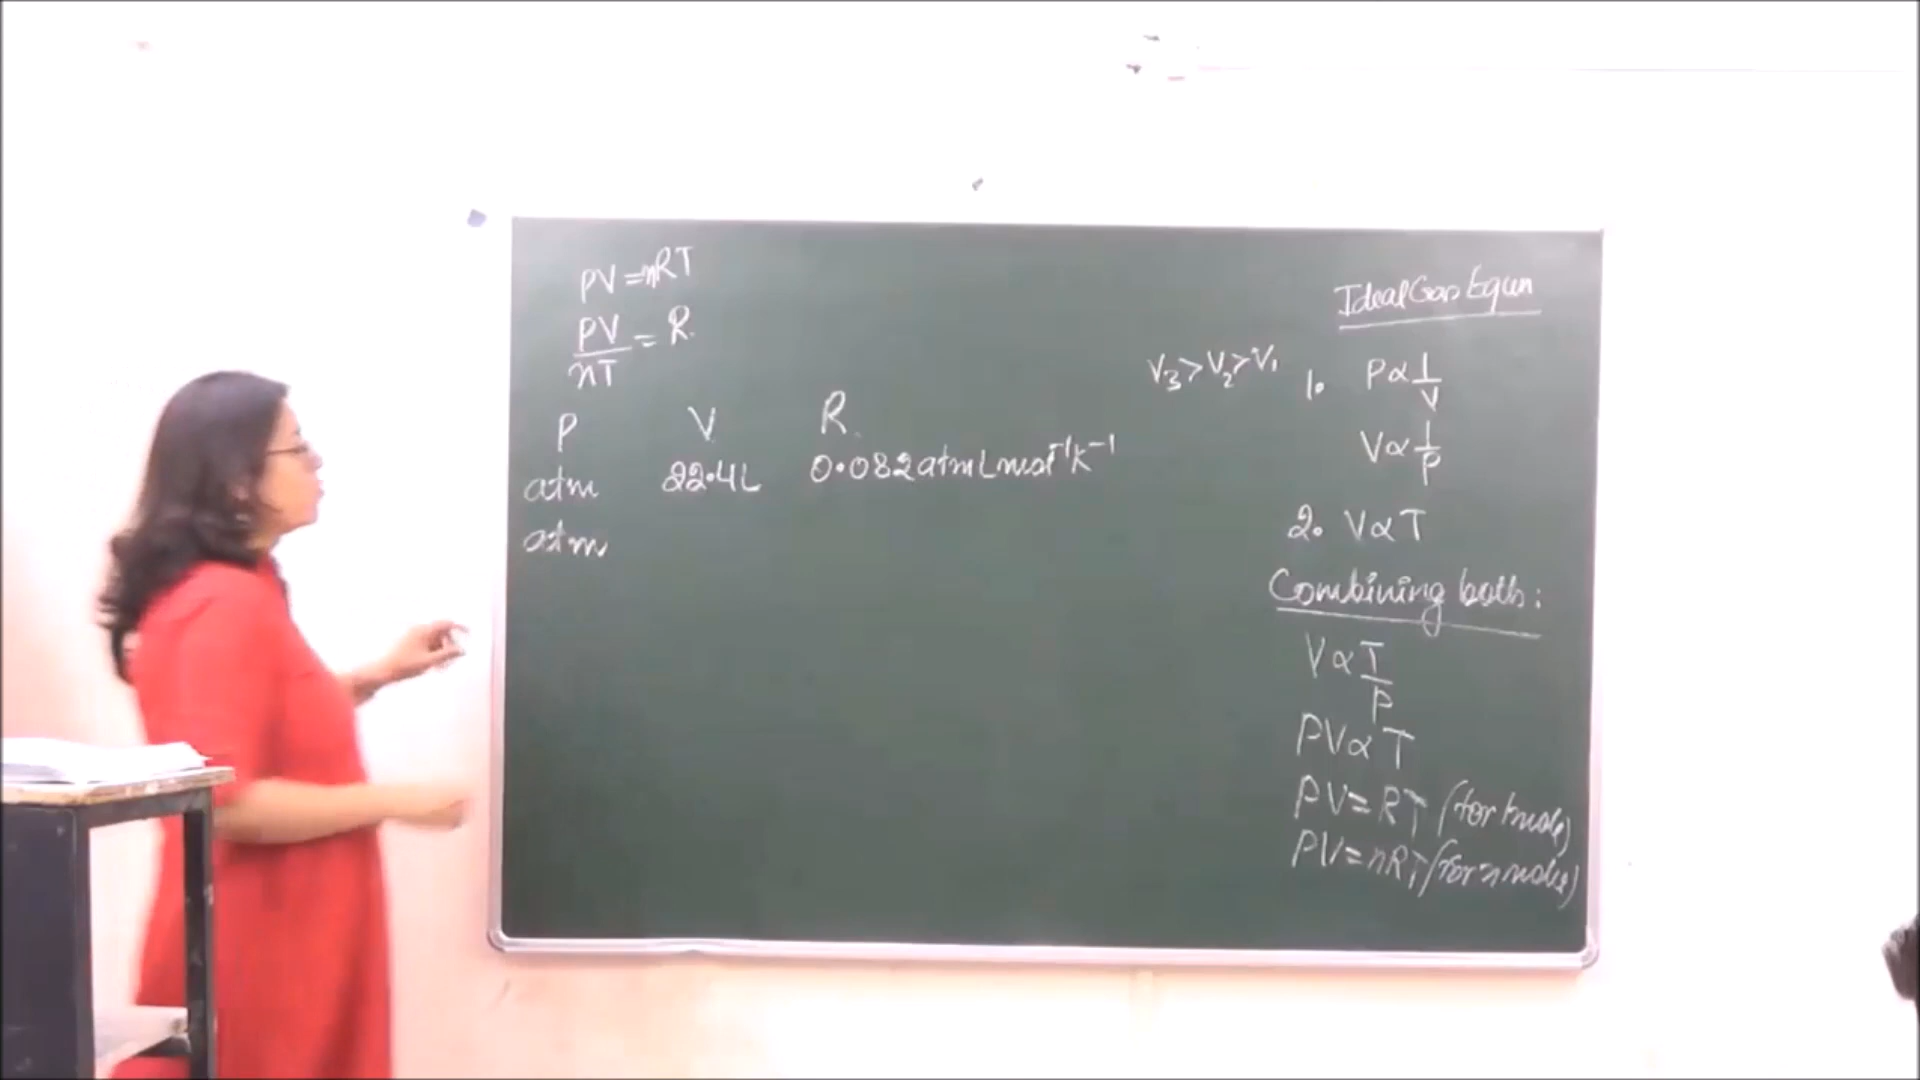 PV = nRT
PV/nT = R.
P V R.
atm 22.4L 0.082 atm L mol⁻¹ K⁻¹
atm
Ideal Gas Equn
V₃ > V₂ > V₁
1. P ∝ 1/V
V ∝ 1/P
2. V ∝ T
Combining both:
V ∝ T/P
PV ∝ T
PV = RT (for 1 mole)
PV = nRT (for n moles)